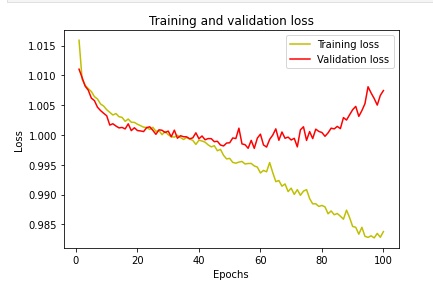 Training and validation loss
Training loss
Validation loss
Loss
1.015
1.010
1.005
1.000
0.995
0.990
0.985
0
20
40
60
80
100
Epochs